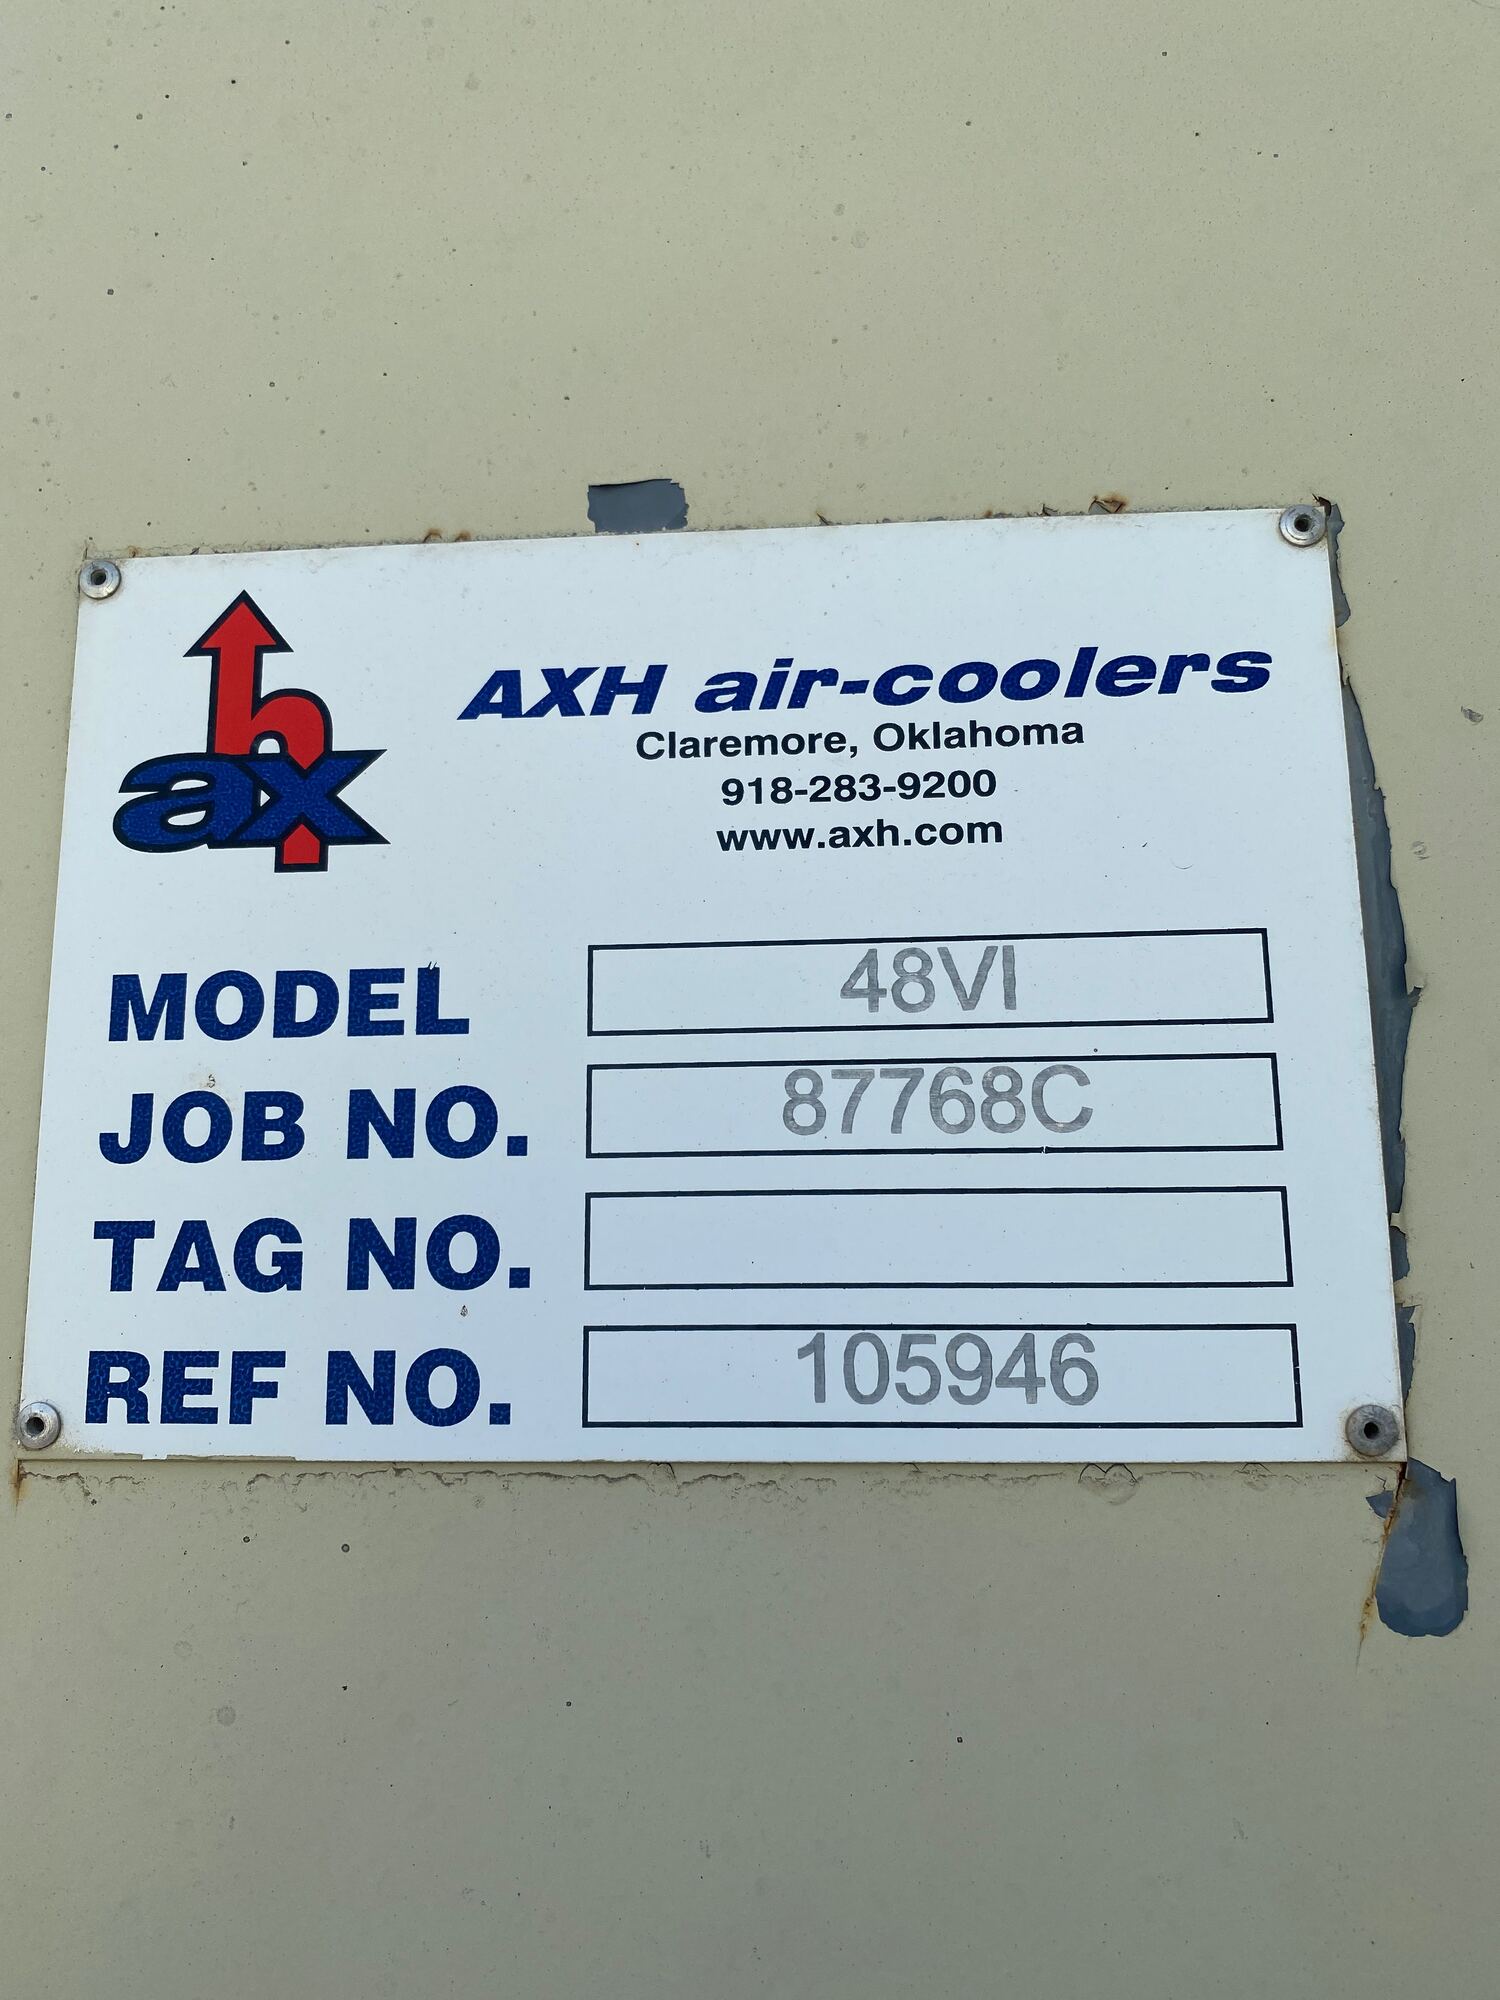 hax
AXH air-coolers
Claremore, Oklahoma
918-283-9200
www.axh.com
MODEL 48VI
JOB NO. 87768C
TAG NO.
REF NO. 105946